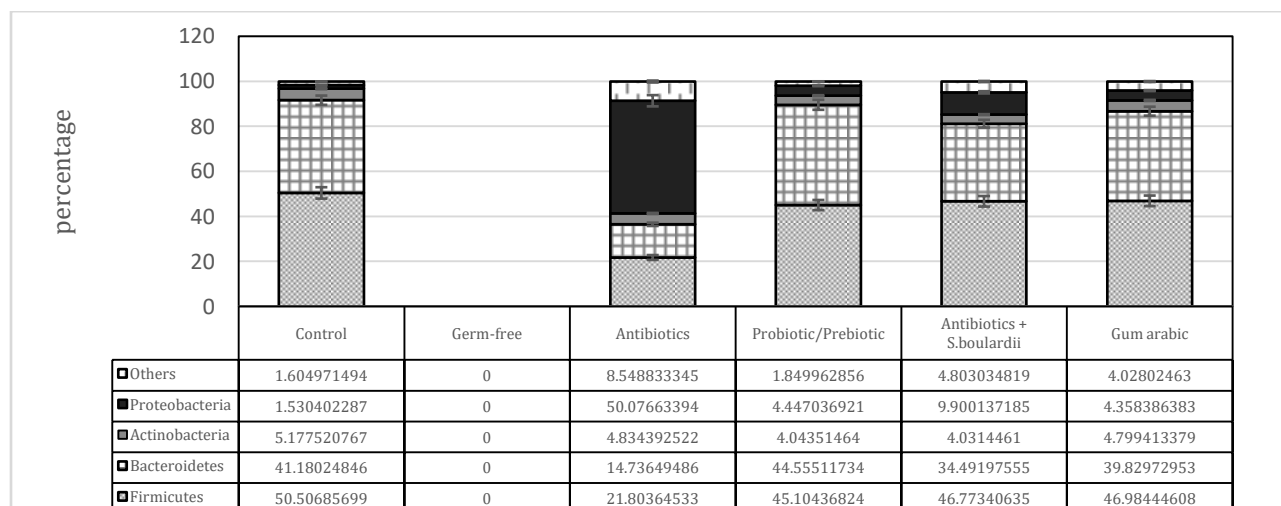 percentage
120
100
80
60
40
20
0
Control Germ-free Antibiotics Probiotic/Prebiotic Antibiotics + S.boulardii Gum arabic
Others 1.604971494 0 8.548833345 1.849962856 4.803034819 4.02802463
Proteobacteria 1.530402287 0 50.07663394 4.447036921 9.900137185 4.358386383
Actinobacteria 5.177520767 0 4.834392522 4.04351464 4.0314461 4.799413379
Bacteroidetes 41.18024846 0 14.73649486 44.55511734 34.49197555 39.82972953
Firmicutes 50.50685699 0 21.80364533 45.10436824 46.77340635 46.98444608